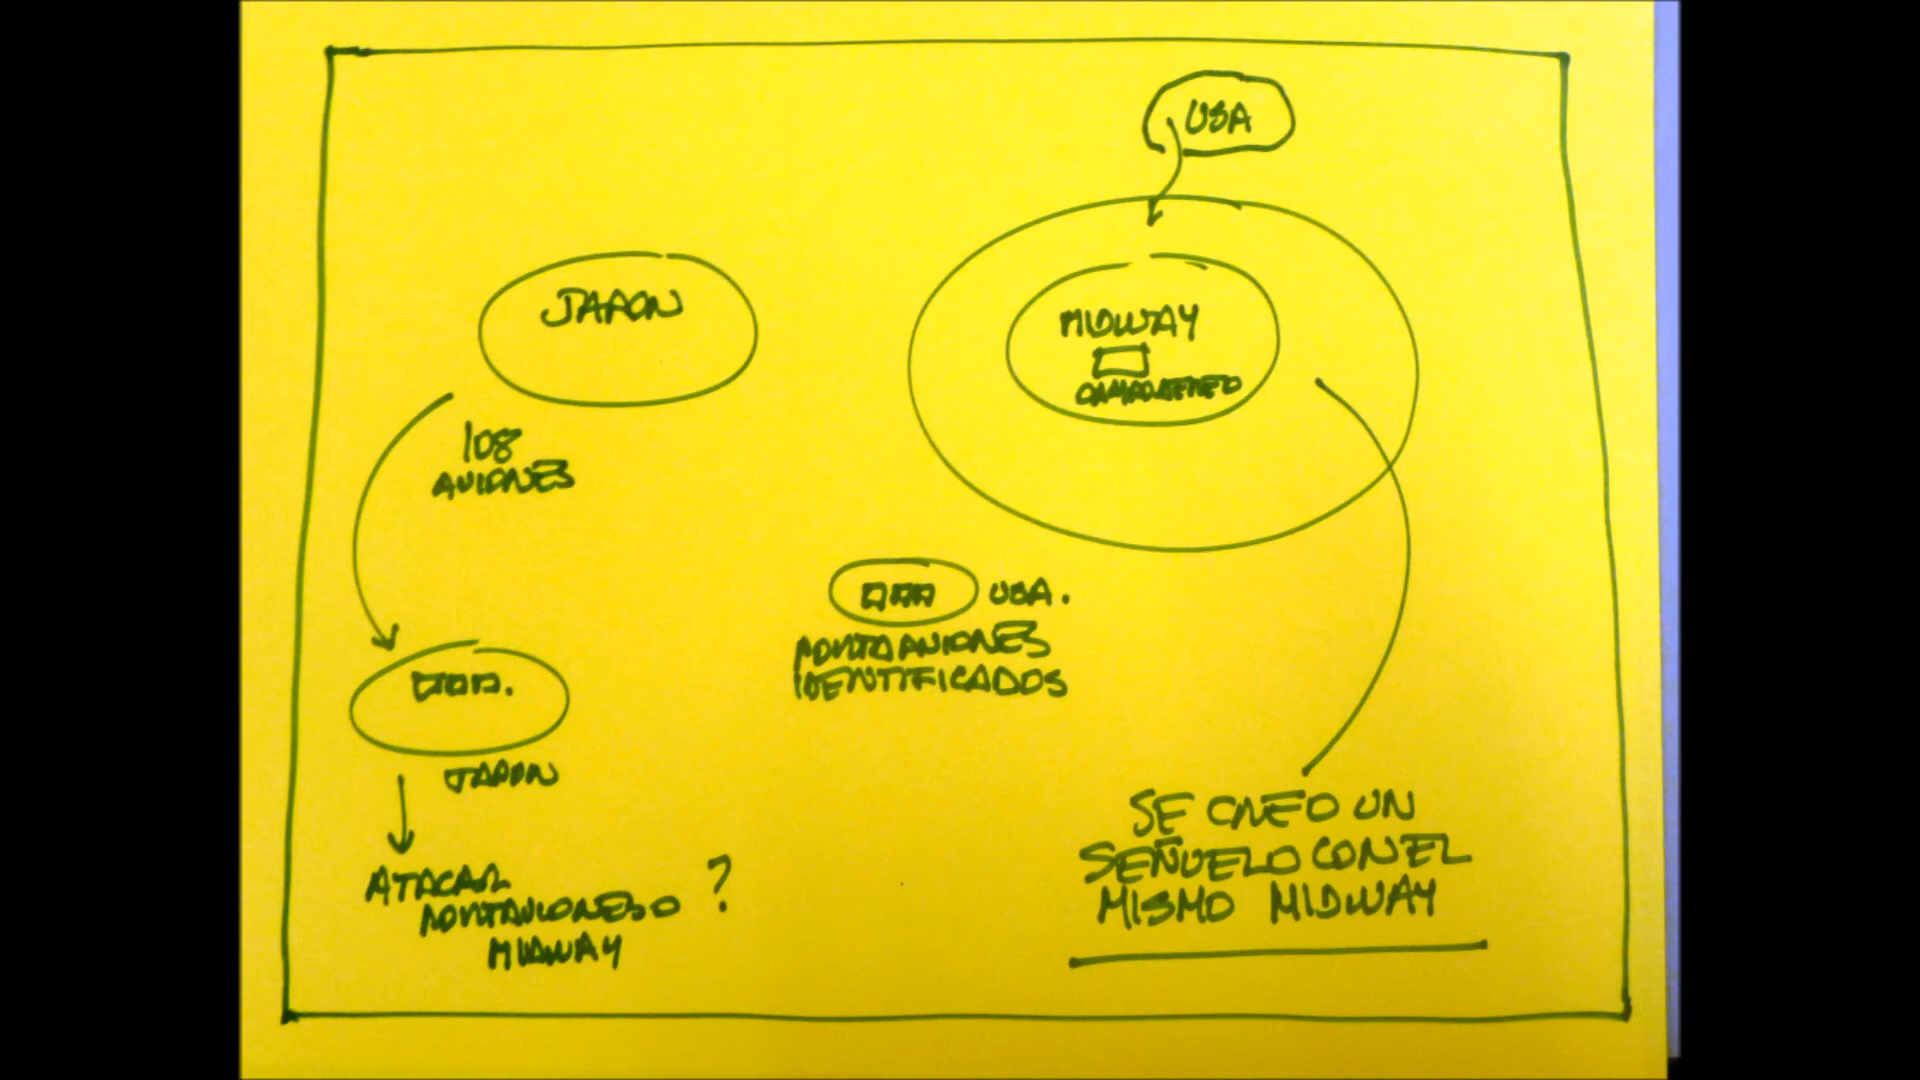 USA
JAPON
MIDWAY
108
AVIONES
USA.
PORTAAVIONES
IDENTIFICADOS
JAPON
ATACAR
PORTAVIONES O ?
MIDWAY
SE CREO UN
SEÑUELO CON EL
MISMO MIDWAY